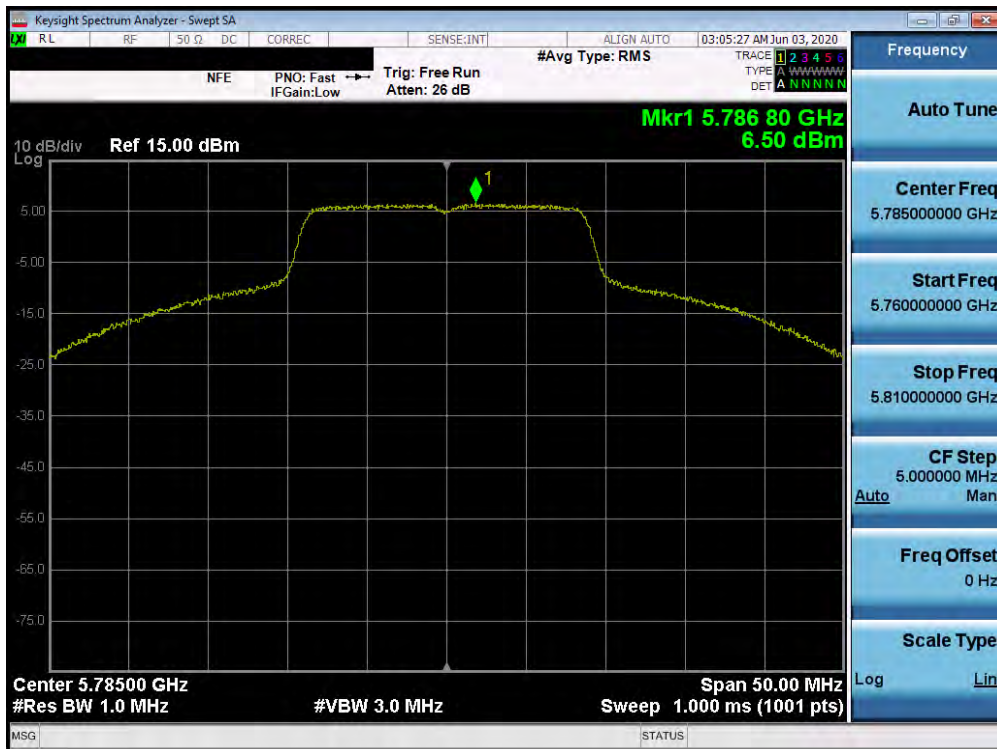 Keysight Spectrum Analyzer - Swept SA
LXI RL RF 50 Ω DC CORREC SENSE:INT ALIGN AUTO 03:05:27 AM Jun 03, 2020
NFE PNO: Fast Trig: Free Run #Avg Type: RMS TRACE 1 2 3 4 5 6
IFGain:Low Atten: 26 dB TYPE A WWWWW
DET A N N N N N
Mkr1 5.786 80 GHz
6.50 dBm
10 dB/div Ref 15.00 dBm
Log
1
5.00
-5.00
-15.0
-25.0
-35.0
-45.0
-55.0
-65.0
-75.0
Center 5.78500 GHz Span 50.00 MHz
#Res BW 1.0 MHz #VBW 3.0 MHz Sweep 1.000 ms (1001 pts)
MSG STATUS
Frequency
Auto Tune
Center Freq
5.785000000 GHz
Start Freq
5.760000000 GHz
Stop Freq
5.810000000 GHz
CF Step
5.000000 MHz
Auto Man
Freq Offset
0 Hz
Scale Type
Log Lin